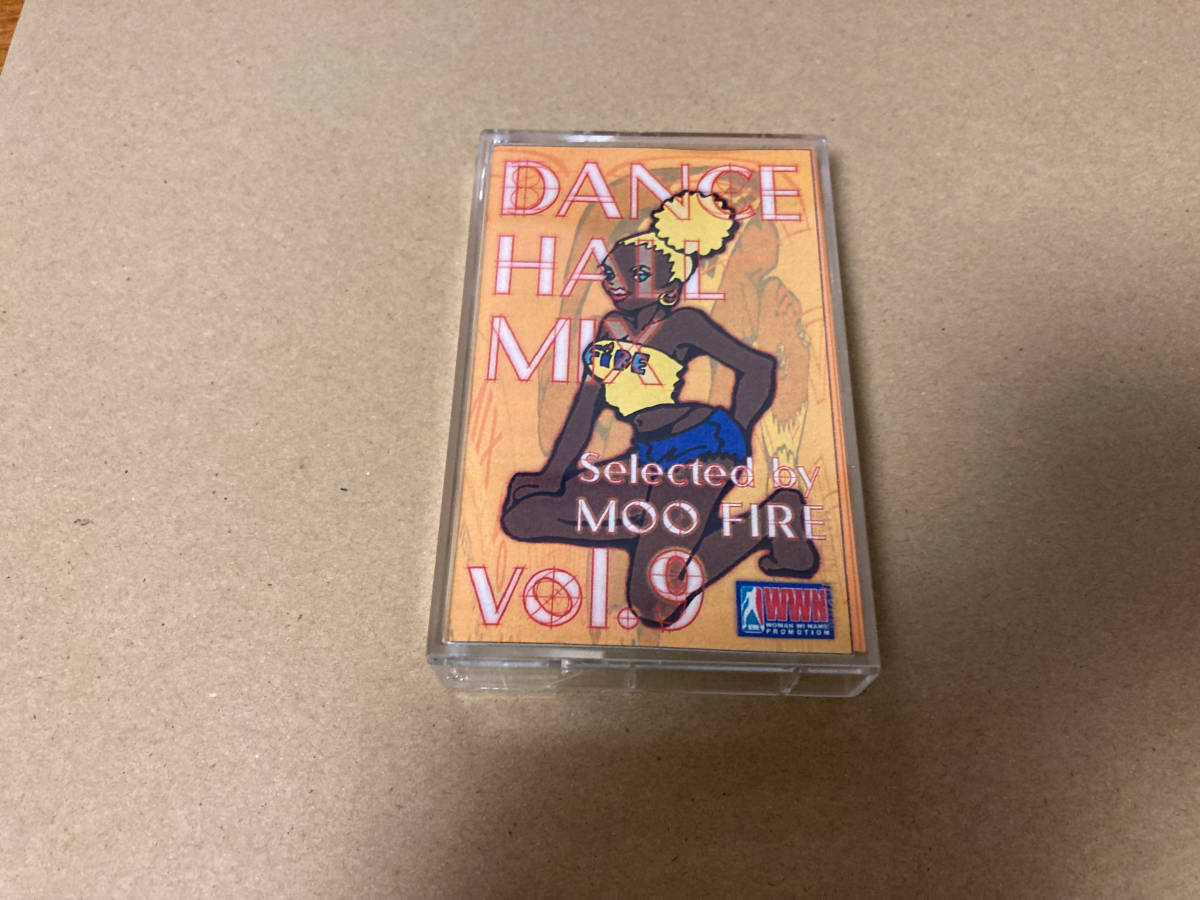 DANCE
HALL
MIX
FIRE
Selected by
MOO FIRE
vol.9
WWN
WOMAN WI NAME
PROMOTION